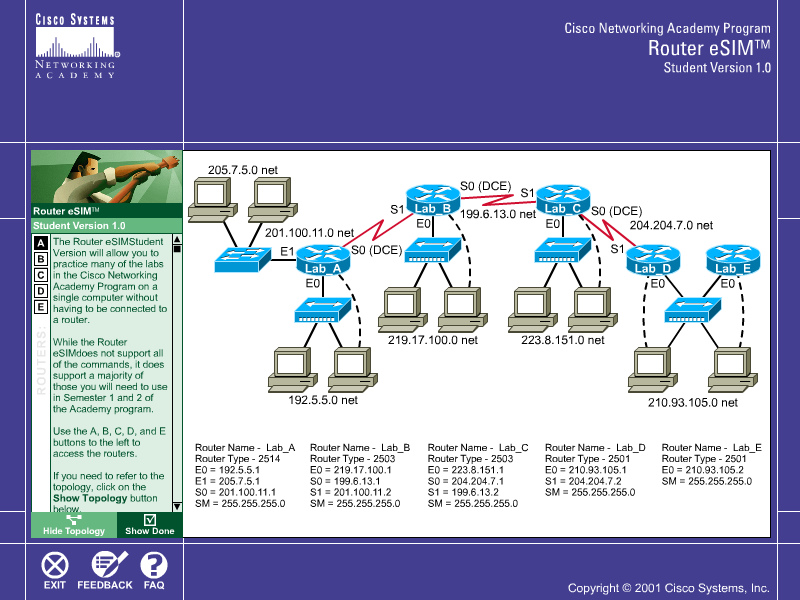 CISCO SYSTEMS
NETWORKING
ACADEMY
Cisco Networking Academy Program
Router eSIM™
Student Version 1.0
Router eSIM™
Student Version 1.0
A
B
C
D
E
ROUTERS:
The Router eSIMStudent
Version will allow you to
practice many of the labs
in the Cisco Networking
Academy Program on a
single computer without
having to be connected to
a router.
While the Router
eSIMdoes not support all
of the commands, it does
support a majority of
those you will need to use
in Semester 1 and 2 of
the Academy program.
Use the A, B, C, D, and E
buttons to the left to
access the routers.
If you need to refer to the
topology, click on the
Show Topology button
below.
Hide Topology
Show Done
205.7.5.0 net
201.100.11.0 net
E1
Lab_A
E0
S0 (DCE)
192.5.5.0 net
S1
Lab_B
E0
S0 (DCE)
199.6.13.0 net
219.17.100.0 net
S1
Lab_C
E0
S0 (DCE)
204.204.7.0 net
223.8.151.0 net
S1
Lab_D
E0
Lab_E
E0
210.93.105.0 net
Router Name - Lab_A
Router Type - 2514
E0 = 192.5.5.1
E1 = 205.7.5.1
S0 = 201.100.11.1
SM = 255.255.255.0
Router Name - Lab_B
Router Type - 2503
E0 = 219.17.100.1
S0 = 199.6.13.1
S1 = 201.100.11.2
SM = 255.255.255.0
Router Name - Lab_C
Router Type - 2503
E0 = 223.8.151.1
S0 = 204.204.7.1
S1 = 199.6.13.2
SM = 255.255.255.0
Router Name - Lab_D
Router Type - 2501
E0 = 210.93.105.1
S1 = 204.204.7.2
SM = 255.255.255.0
Router Name - Lab_E
Router Type - 2501
E0 = 210.93.105.2
SM = 255.255.255.0
EXIT
FEEDBACK
FAQ
Copyright © 2001 Cisco Systems, Inc.